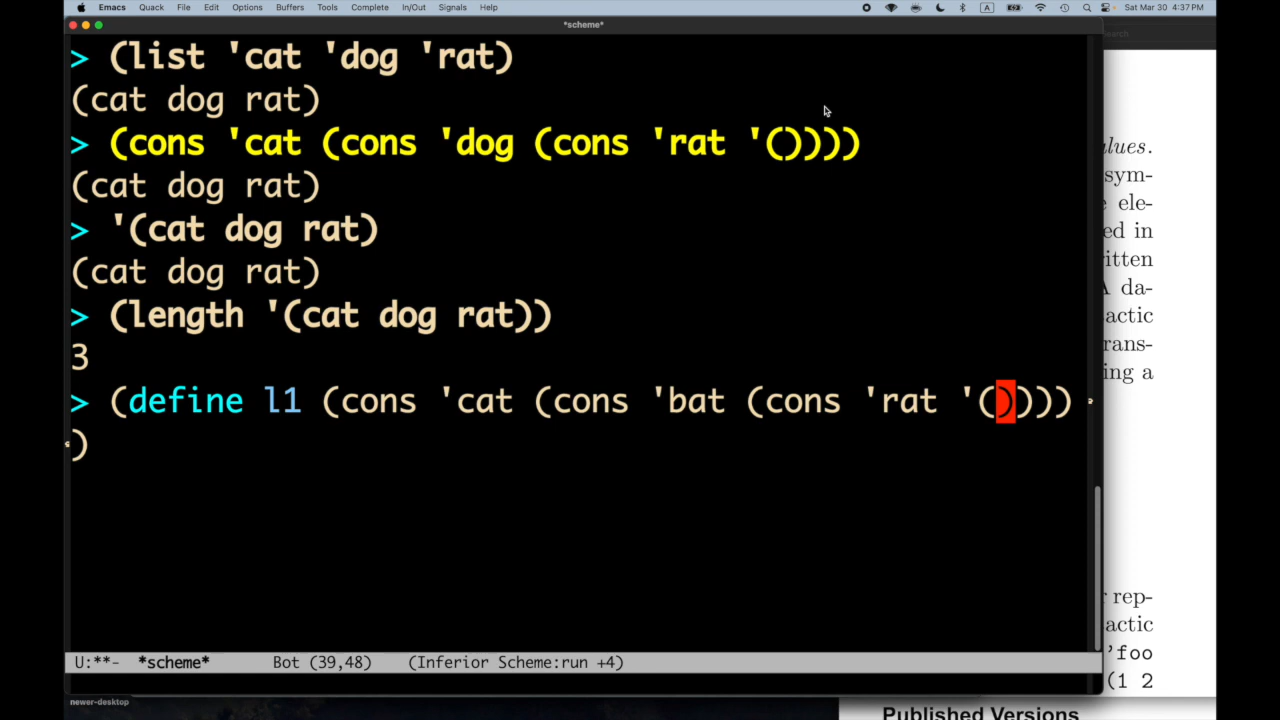 Emacs Quack File Edit Options Buffers Tools Complete In/Out Signals Help
A
Sat Mar 30 4:37 PM
*scheme*
> (list 'cat 'dog 'rat)
(cat dog rat)
> (cons 'cat (cons 'dog (cons 'rat '())))
(cat dog rat)
> '(cat dog rat)
(cat dog rat)
> (length '(cat dog rat))
3
> (define l1 (cons 'cat (cons 'bat (cons 'rat '())))
)
U:**- *scheme* Bot (39,48) (Inferior Scheme:run +4)
earch
alues.
sym-
e ele-
ed in
itten
A da-
actic
rans-
ing a
r rep-
actic
'foo
(1 2
newer-desktop
Published Versions